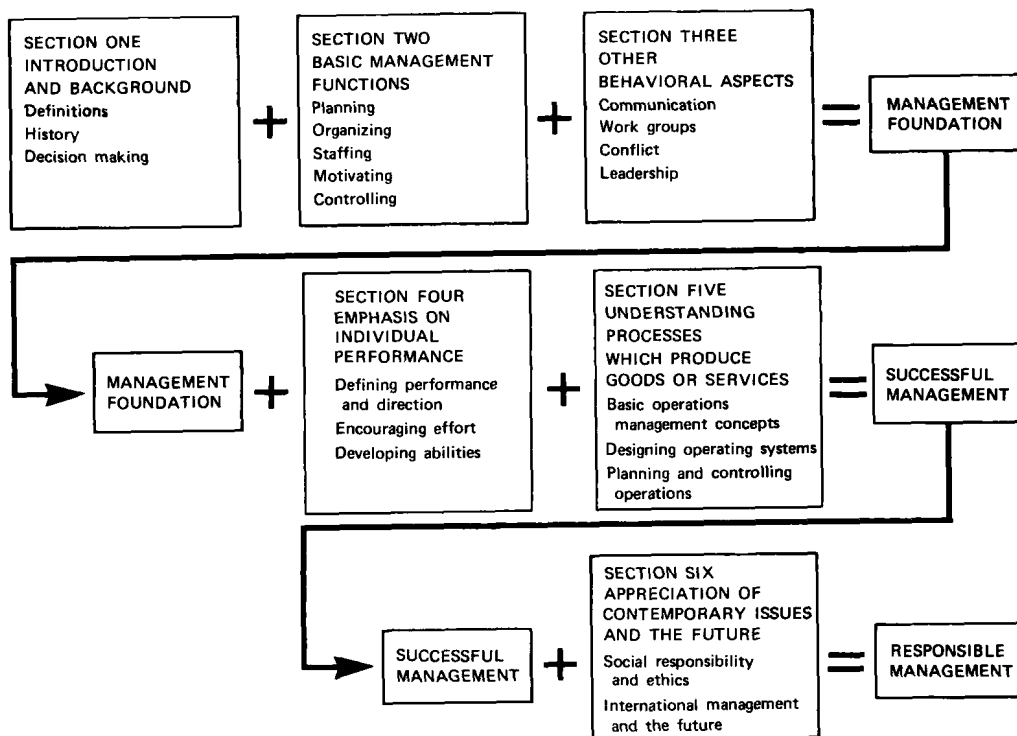 SECTION ONE
INTRODUCTION
AND BACKGROUND
Definitions
History
Decision making
+
SECTION TWO
BASIC MANAGEMENT
FUNCTIONS
Planning
Organizing
Staffing
Motivating
Controlling
+
SECTION THREE
OTHER
BEHAVIORAL ASPECTS
Communication
Work groups
Conflict
Leadership
=
MANAGEMENT
FOUNDATION
MANAGEMENT
FOUNDATION
+
SECTION FOUR
EMPHASIS ON
INDIVIDUAL
PERFORMANCE
Defining performance
and direction
Encouraging effort
Developing abilities
+
SECTION FIVE
UNDERSTANDING
PROCESSES
WHICH PRODUCE
GOODS OR SERVICES
Basic operations
management concepts
Designing operating systems
Planning and controlling
operations
=
SUCCESSFUL
MANAGEMENT
SUCCESSFUL
MANAGEMENT
+
SECTION SIX
APPRECIATION OF
CONTEMPORARY ISSUES
AND THE FUTURE
Social responsibility
and ethics
International management
and the future
=
RESPONSIBLE
MANAGEMENT